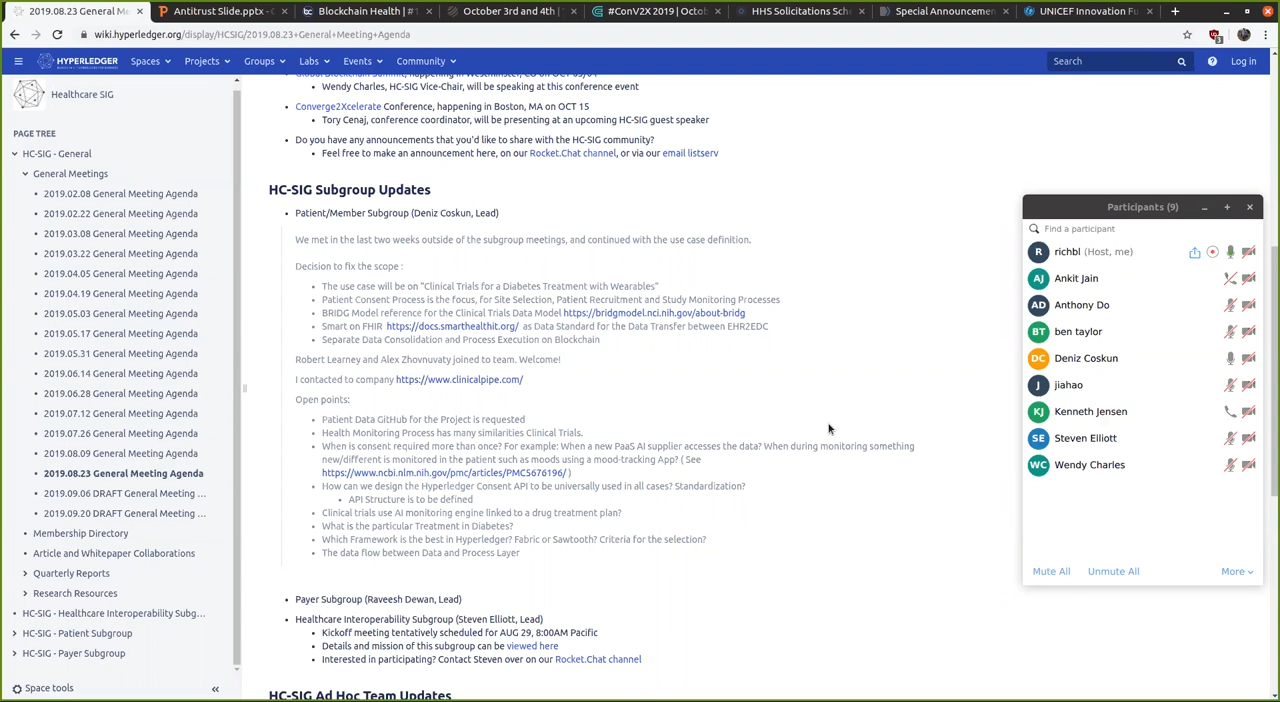 2019.08.23 General M
Antitrust Slide.pptx -
Blockchain Health | #1
October 3rd and 4th |
#ConV2X 2019 | Octob
HHS Solicitations Sch
Special Announcemen
UNICEF Innovation Fu
wiki.hyperledger.org/display/HCSIG/2019.08.23+General+Meeting+Agenda
HYPERLEDGER
Spaces
Projects
Groups
Labs
Events
Community
Search
Log in
Healthcare SIG
PAGE TREE
HC-SIG - General
General Meetings
2019.02.08 General Meeting Agenda
2019.02.22 General Meeting Agenda
2019.03.08 General Meeting Agenda
2019.03.22 General Meeting Agenda
2019.04.05 General Meeting Agenda
2019.04.19 General Meeting Agenda
2019.05.03 General Meeting Agenda
2019.05.17 General Meeting Agenda
2019.05.31 General Meeting Agenda
2019.06.14 General Meeting Agenda
2019.06.28 General Meeting Agenda
2019.07.12 General Meeting Agenda
2019.07.26 General Meeting Agenda
2019.08.09 General Meeting Agenda
2019.08.23 General Meeting Agenda
2019.09.06 DRAFT General Meeting ...
2019.09.20 DRAFT General Meeting ...
Membership Directory
Article and Whitepaper Collaborations
Quarterly Reports
Research Resources
HC-SIG - Healthcare Interoperability Subg...
HC-SIG - Patient Subgroup
HC-SIG - Payer Subgroup
Space tools
Wendy Charles, HC-SIG Vice-Chair, will be speaking at this conference event
Converge2Xcelerate Conference, happening in Boston, MA on OCT 15
Tory Cenaj, conference coordinator, will be presenting at an upcoming HC-SIG guest speaker
Do you have any announcements that you'd like to share with the HC-SIG community?
Feel free to make an announcement here, on our Rocket.Chat channel, or via our email listserv
HC-SIG Subgroup Updates
Patient/Member Subgroup (Deniz Coskun, Lead)
We met in the last two weeks outside of the subgroup meetings, and continued with the use case definition.
Decision to fix the scope :
The use case will be on "Clinical Trials for a Diabetes Treatment with Wearables"
Patient Consent Process is the focus, for Site Selection, Patient Recruitment and Study Monitoring Processes
BRIDG Model reference for the Clinical Trials Data Model https://bridgmodel.nci.nih.gov/about-bridg
Smart on FHIR https://docs.smarthealthit.org/ as Data Standard for the Data Transfer between EHR2EDC
Separate Data Consolidation and Process Execution on Blockchain
Robert Learney and Alex Zhovnuvaty joined to team. Welcome!
I contacted to company https://www.clinicalpipe.com/
Open points:
Patient Data GitHub for the Project is requested
Health Monitoring Process has many similarities Clinical Trials.
When is consent required more than once? For example: When a new PaaS AI supplier accesses the data? When during monitoring something
new/different is monitored in the patient such as moods using a mood-tracking App? ( See
https://www.ncbi.nlm.nih.gov/pmc/articles/PMC5676196/ )
How can we design the Hyperledger Consent API to be universally used in all cases? Standardization?
API Structure is to be defined
Clinical trials use AI monitoring engine linked to a drug treatment plan?
What is the particular Treatment in Diabetes?
Which Framework is the best in Hyperledger? Fabric or Sawtooth? Criteria for the selection?
The data flow between Data and Process Layer
Payer Subgroup (Raveesh Dewan, Lead)
Healthcare Interoperability Subgroup (Steven Elliott, Lead)
Kickoff meeting tentatively scheduled for AUG 29, 8:00AM Pacific
Details and mission of this subgroup can be viewed here
Interested in participating? Contact Steven over on our Rocket.Chat channel
HC-SIG Ad Hoc Team Updates
Participants (9)
Find a participant
R richbl (Host, me)
AJ Ankit Jain
AD Anthony Do
BT ben taylor
DC Deniz Coskun
J jiahao
KJ Kenneth Jensen
SE Steven Elliott
WC Wendy Charles
Mute All
Unmute All
More